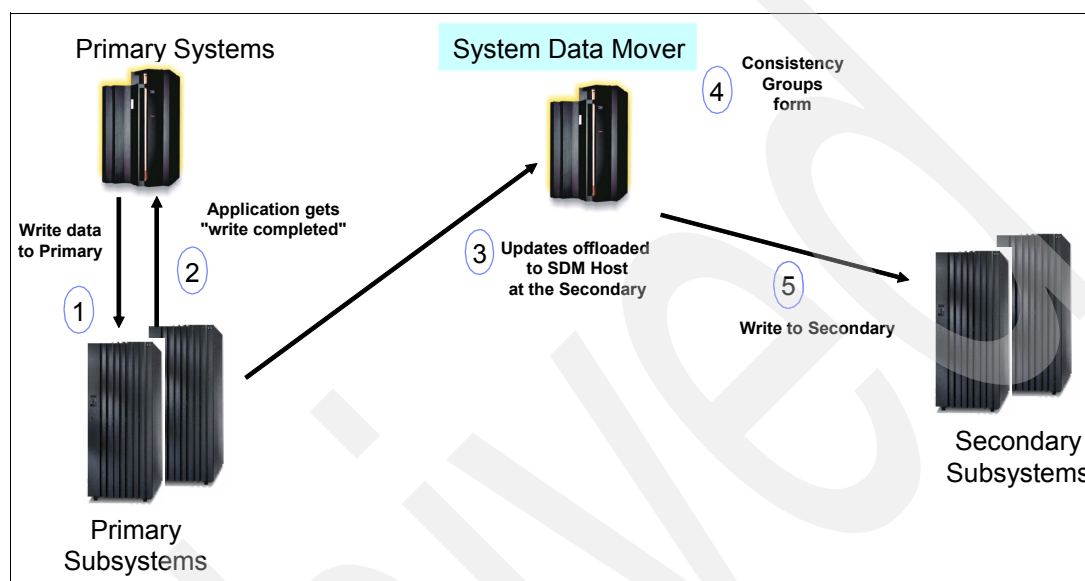 Primary Systems
System Data Mover
4
Consistency
Groups
form
Write data
to Primary
Application gets
"write completed"
1
2
3
Updates offloaded
to SDM Host
at the Secondary
5
Write to Secondary
Primary
Subsystems
Secondary
Subsystems